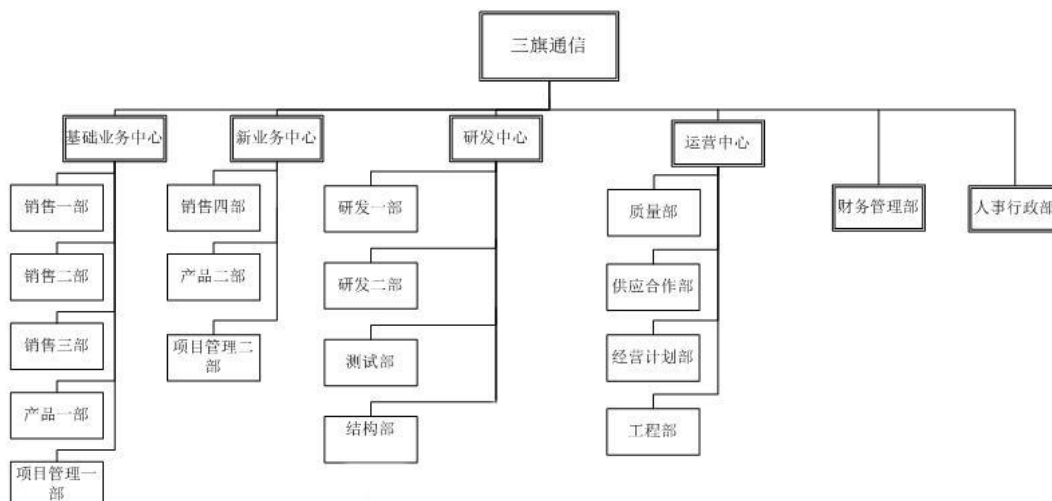 三旗通信
基础业务中心
新业务中心
研发中心
运营中心
财务管理部
人事行政部
销售一部
销售二部
销售三部
产品一部
项目管理一
部
销售四部
产品二部
项目管理二
部
研发一部
研发二部
测试部
结构部
质量部
供应合作部
经营计划部
工程部